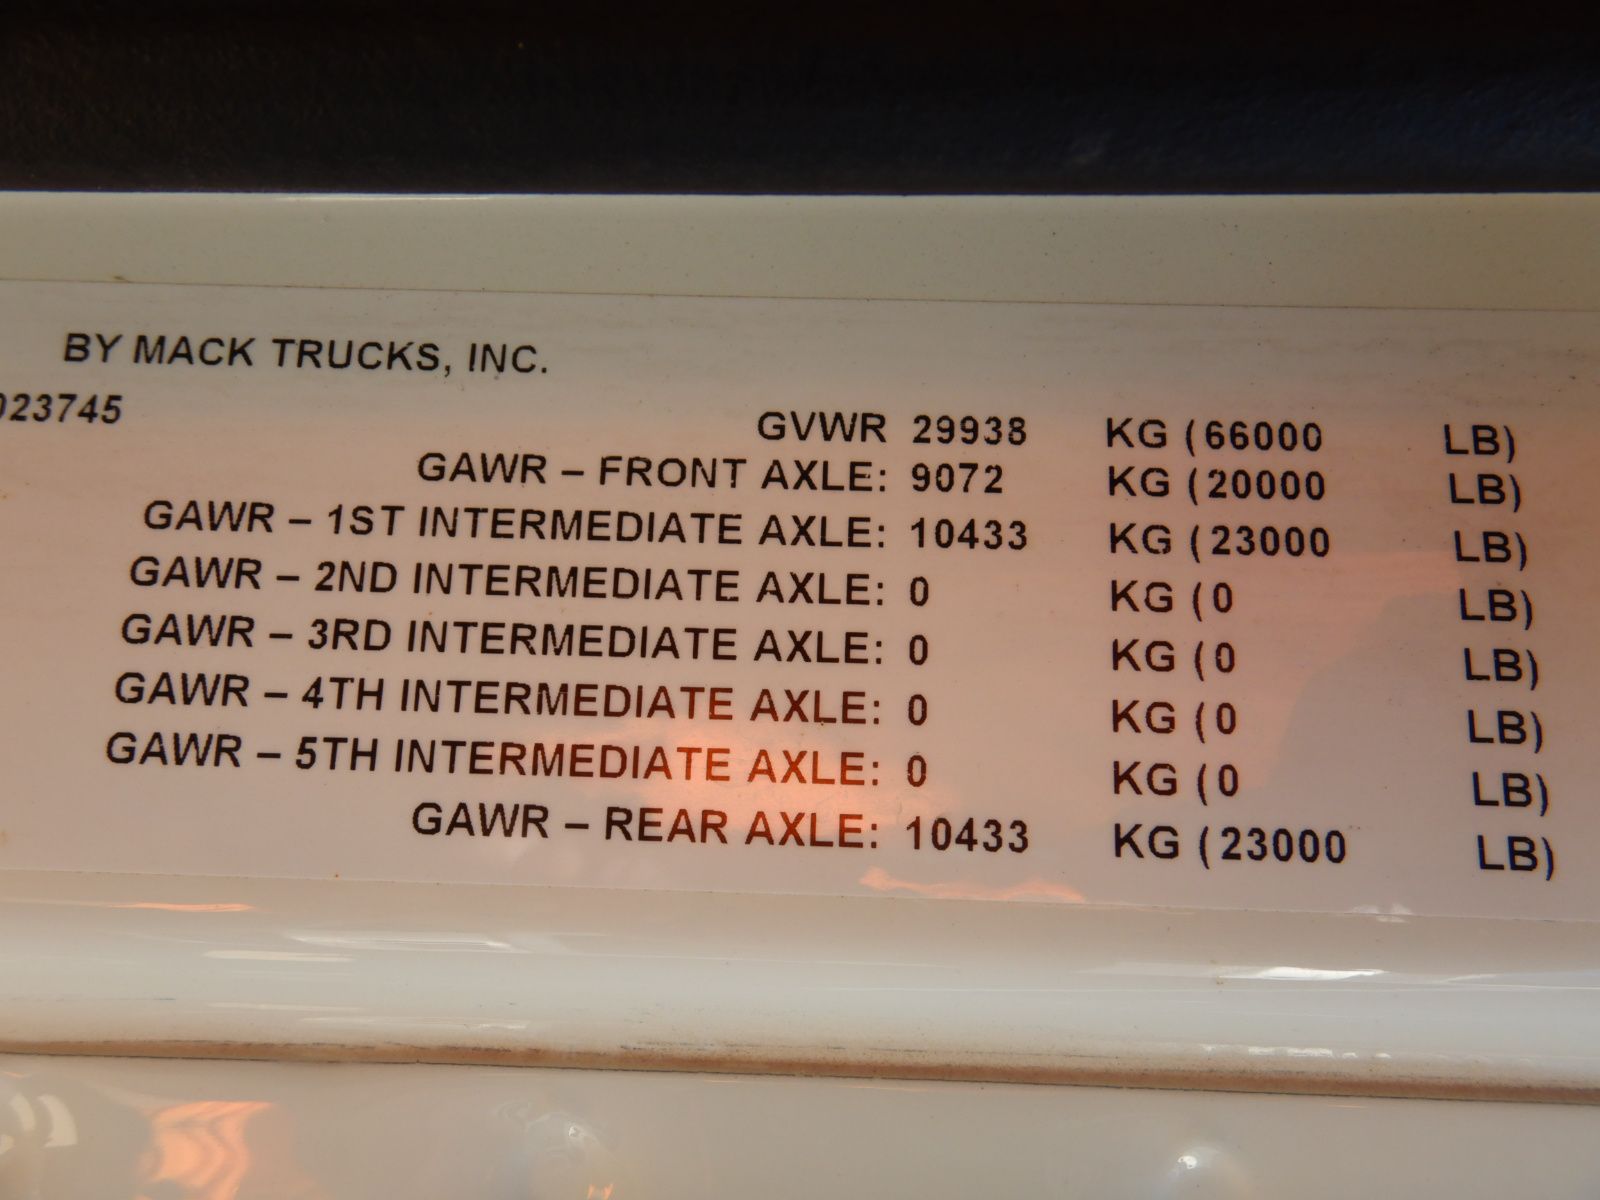 BY MACK TRUCKS, INC.
023745
GVWR 29938 KG (66000 LB)
GAWR – FRONT AXLE: 9072 KG (20000 LB)
GAWR – 1ST INTERMEDIATE AXLE: 10433 KG (23000 LB)
GAWR – 2ND INTERMEDIATE AXLE: 0 KG (0 LB)
GAWR – 3RD INTERMEDIATE AXLE: 0 KG (0 LB)
GAWR – 4TH INTERMEDIATE AXLE: 0 KG (0 LB)
GAWR – 5TH INTERMEDIATE AXLE: 0 KG (0 LB)
GAWR – REAR AXLE: 10433 KG (23000 LB)